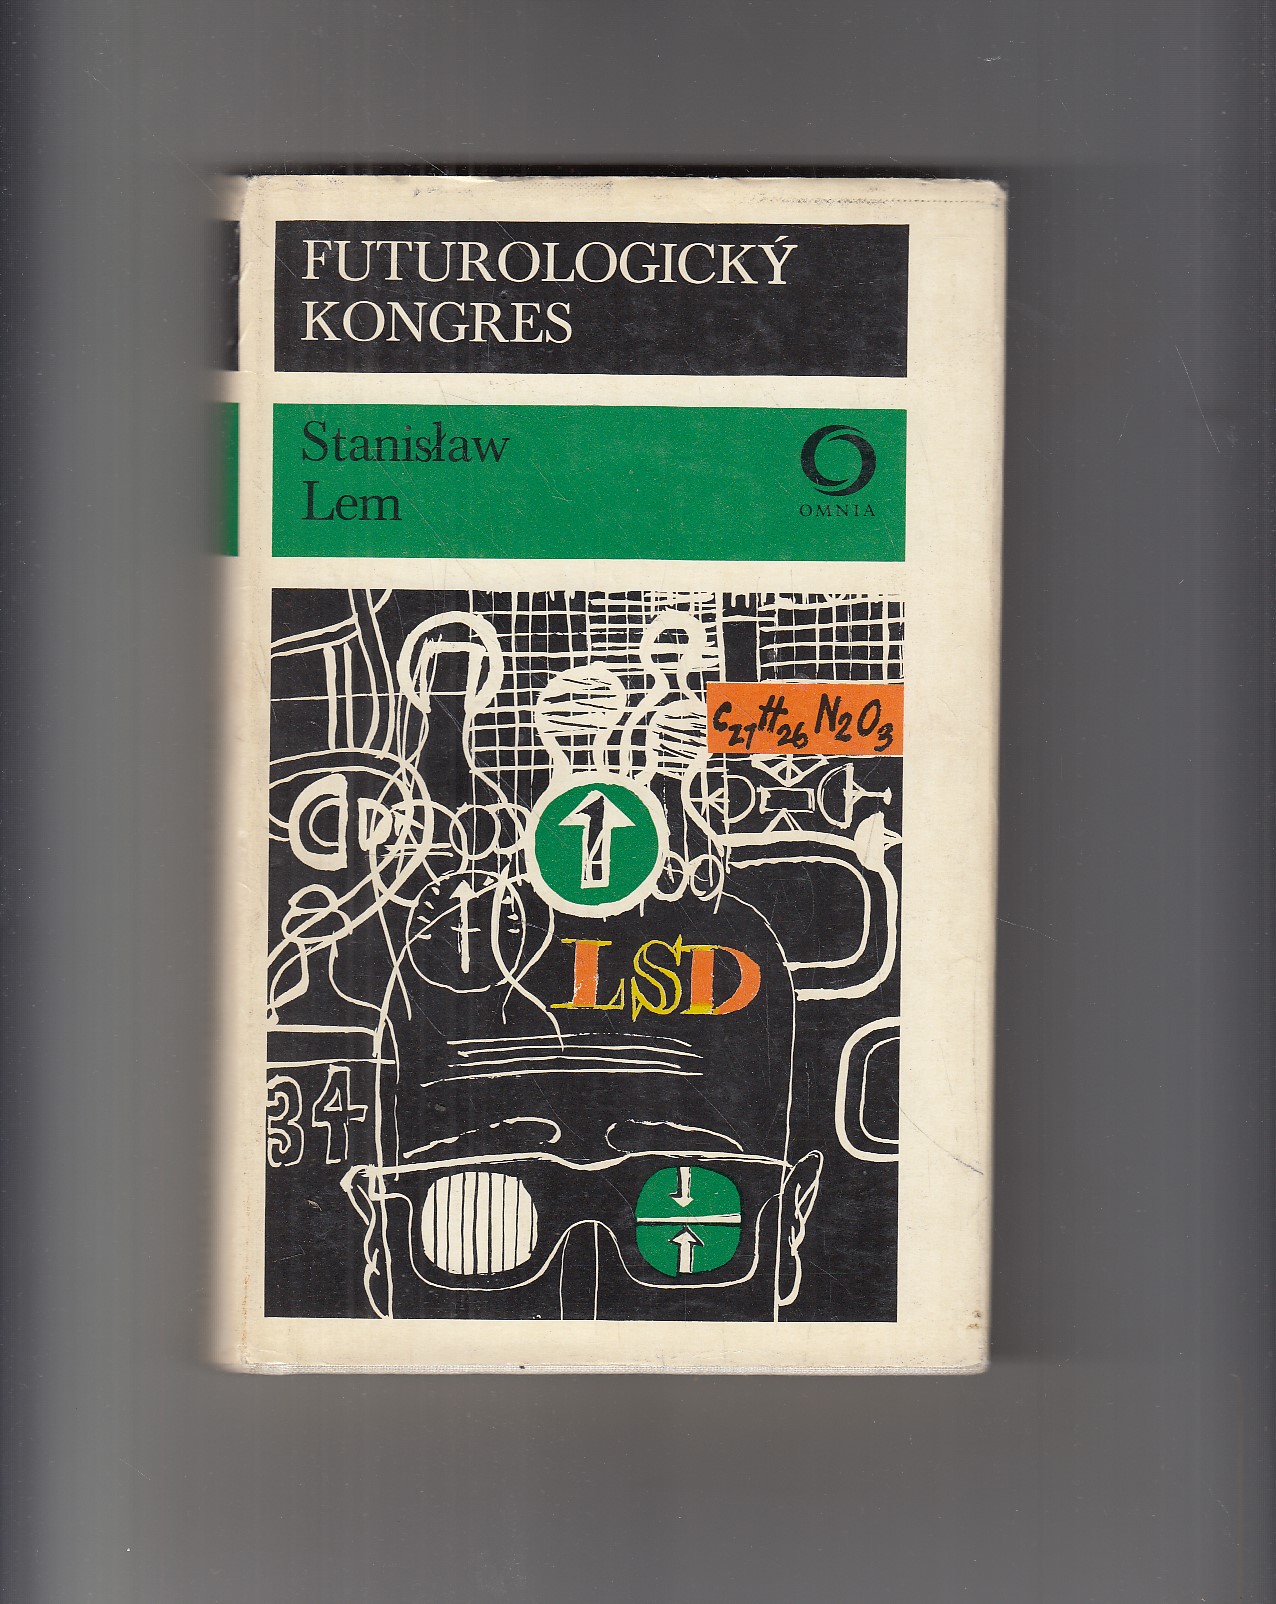 FUTUROLOGICKÝ
KONGRES
Stanisław
Lem
OMNIA
C21H26N2O3
LSD
34